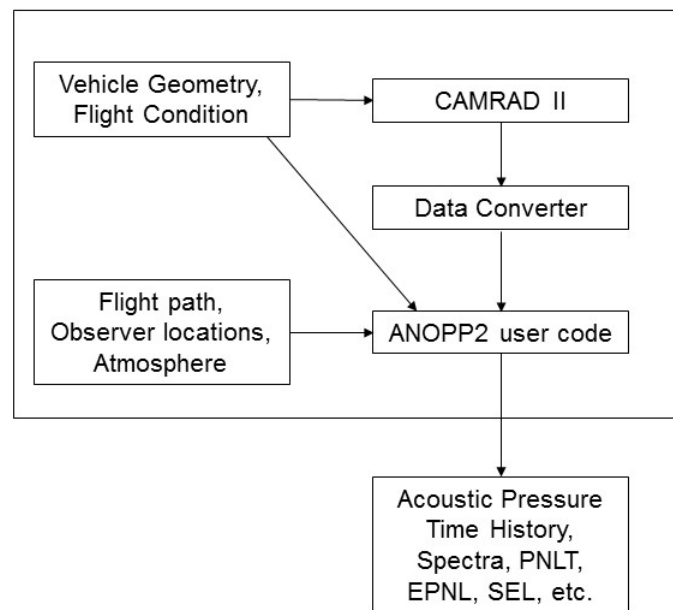 Vehicle Geometry,
Flight Condition
CAMRAD II
Data Converter
Flight path,
Observer locations,
Atmosphere
ANOPP2 user code
Acoustic Pressure
Time History,
Spectra, PNLT,
EPNL, SEL, etc.